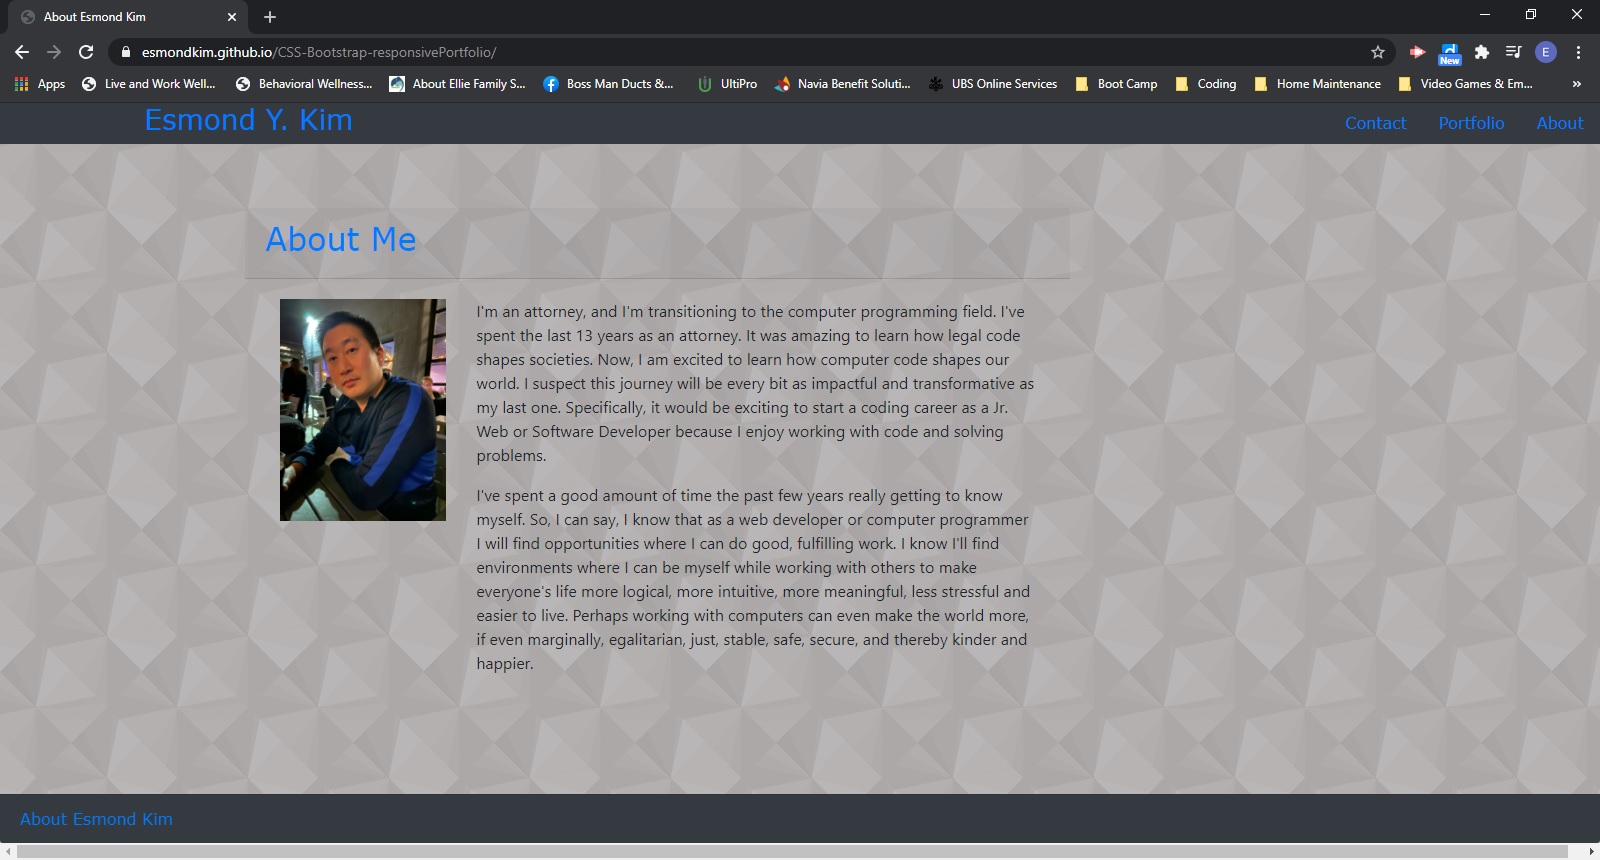 About Esmond Kim
esmondkim.github.io/CSS-Bootstrap-responsivePortfolio/
New
E
Apps
Live and Work Well...
Behavioral Wellness...
About Ellie Family S...
Boss Man Ducts &...
UltiPro
Navia Benefit Soluti...
UBS Online Services
Boot Camp
Coding
Home Maintenance
Video Games & Em...
»
Esmond Y. Kim
Contact
Portfolio
About
About Me
I'm an attorney, and I'm transitioning to the computer programming field. I've
spent the last 13 years as an attorney. It was amazing to learn how legal code
shapes societies. Now, I am excited to learn how computer code shapes our
world. I suspect this journey will be every bit as impactful and transformative as
my last one. Specifically, it would be exciting to start a coding career as a Jr.
Web or Software Developer because I enjoy working with code and solving
problems.
I've spent a good amount of time the past few years really getting to know
myself. So, I can say, I know that as a web developer or computer programmer
I will find opportunities where I can do good, fulfilling work. I know I'll find
environments where I can be myself while working with others to make
everyone's life more logical, more intuitive, more meaningful, less stressful and
easier to live. Perhaps working with computers can even make the world more,
if even marginally, egalitarian, just, stable, safe, secure, and thereby kinder and
happier.
About Esmond Kim